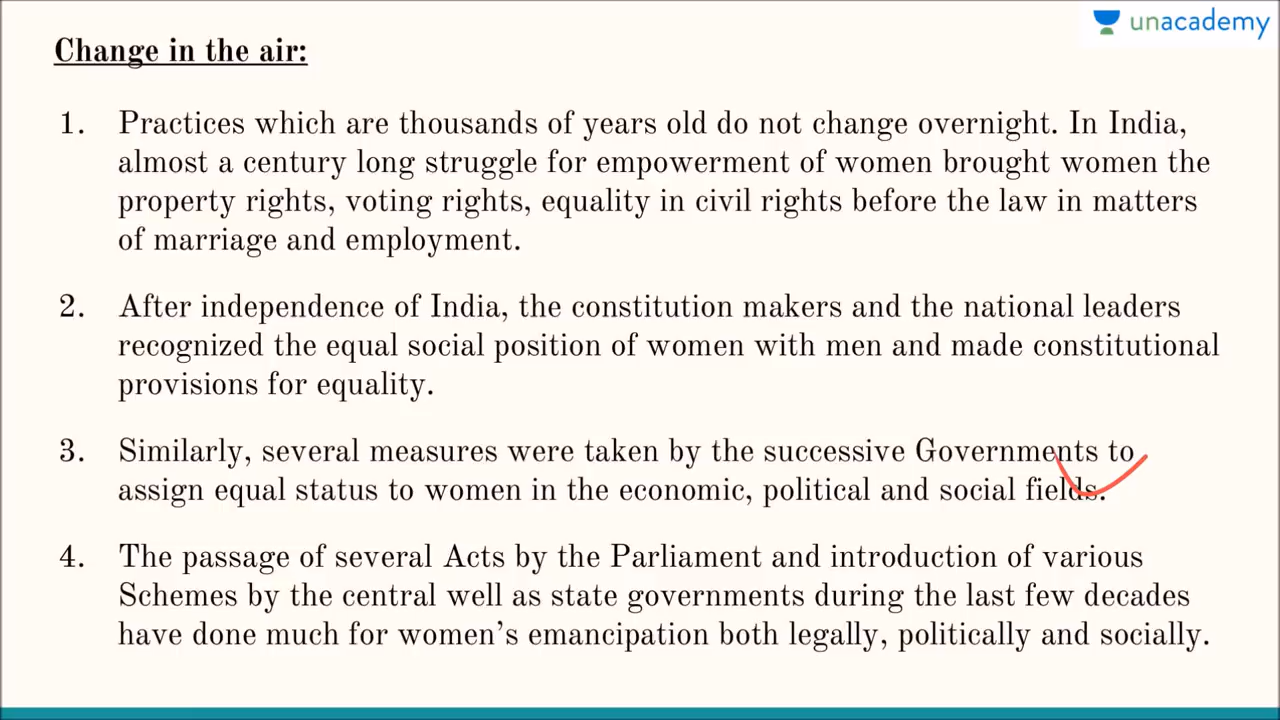 unacademy
Change in the air:
1. Practices which are thousands of years old do not change overnight. In India,
almost a century long struggle for empowerment of women brought women the
property rights, voting rights, equality in civil rights before the law in matters
of marriage and employment.
2. After independence of India, the constitution makers and the national leaders
recognized the equal social position of women with men and made constitutional
provisions for equality.
3. Similarly, several measures were taken by the successive Governments to
assign equal status to women in the economic, political and social fields.
4. The passage of several Acts by the Parliament and introduction of various
Schemes by the central well as state governments during the last few decades
have done much for women’s emancipation both legally, politically and socially.